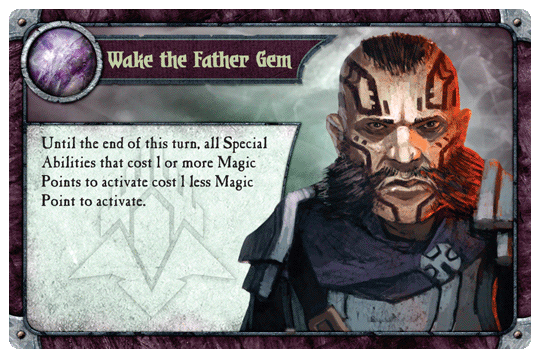 Wake the Father Gem
Until the end of this turn, all Special
Abilities that cost 1 or more Magic
Points to activate cost 1 less Magic
Point to activate.